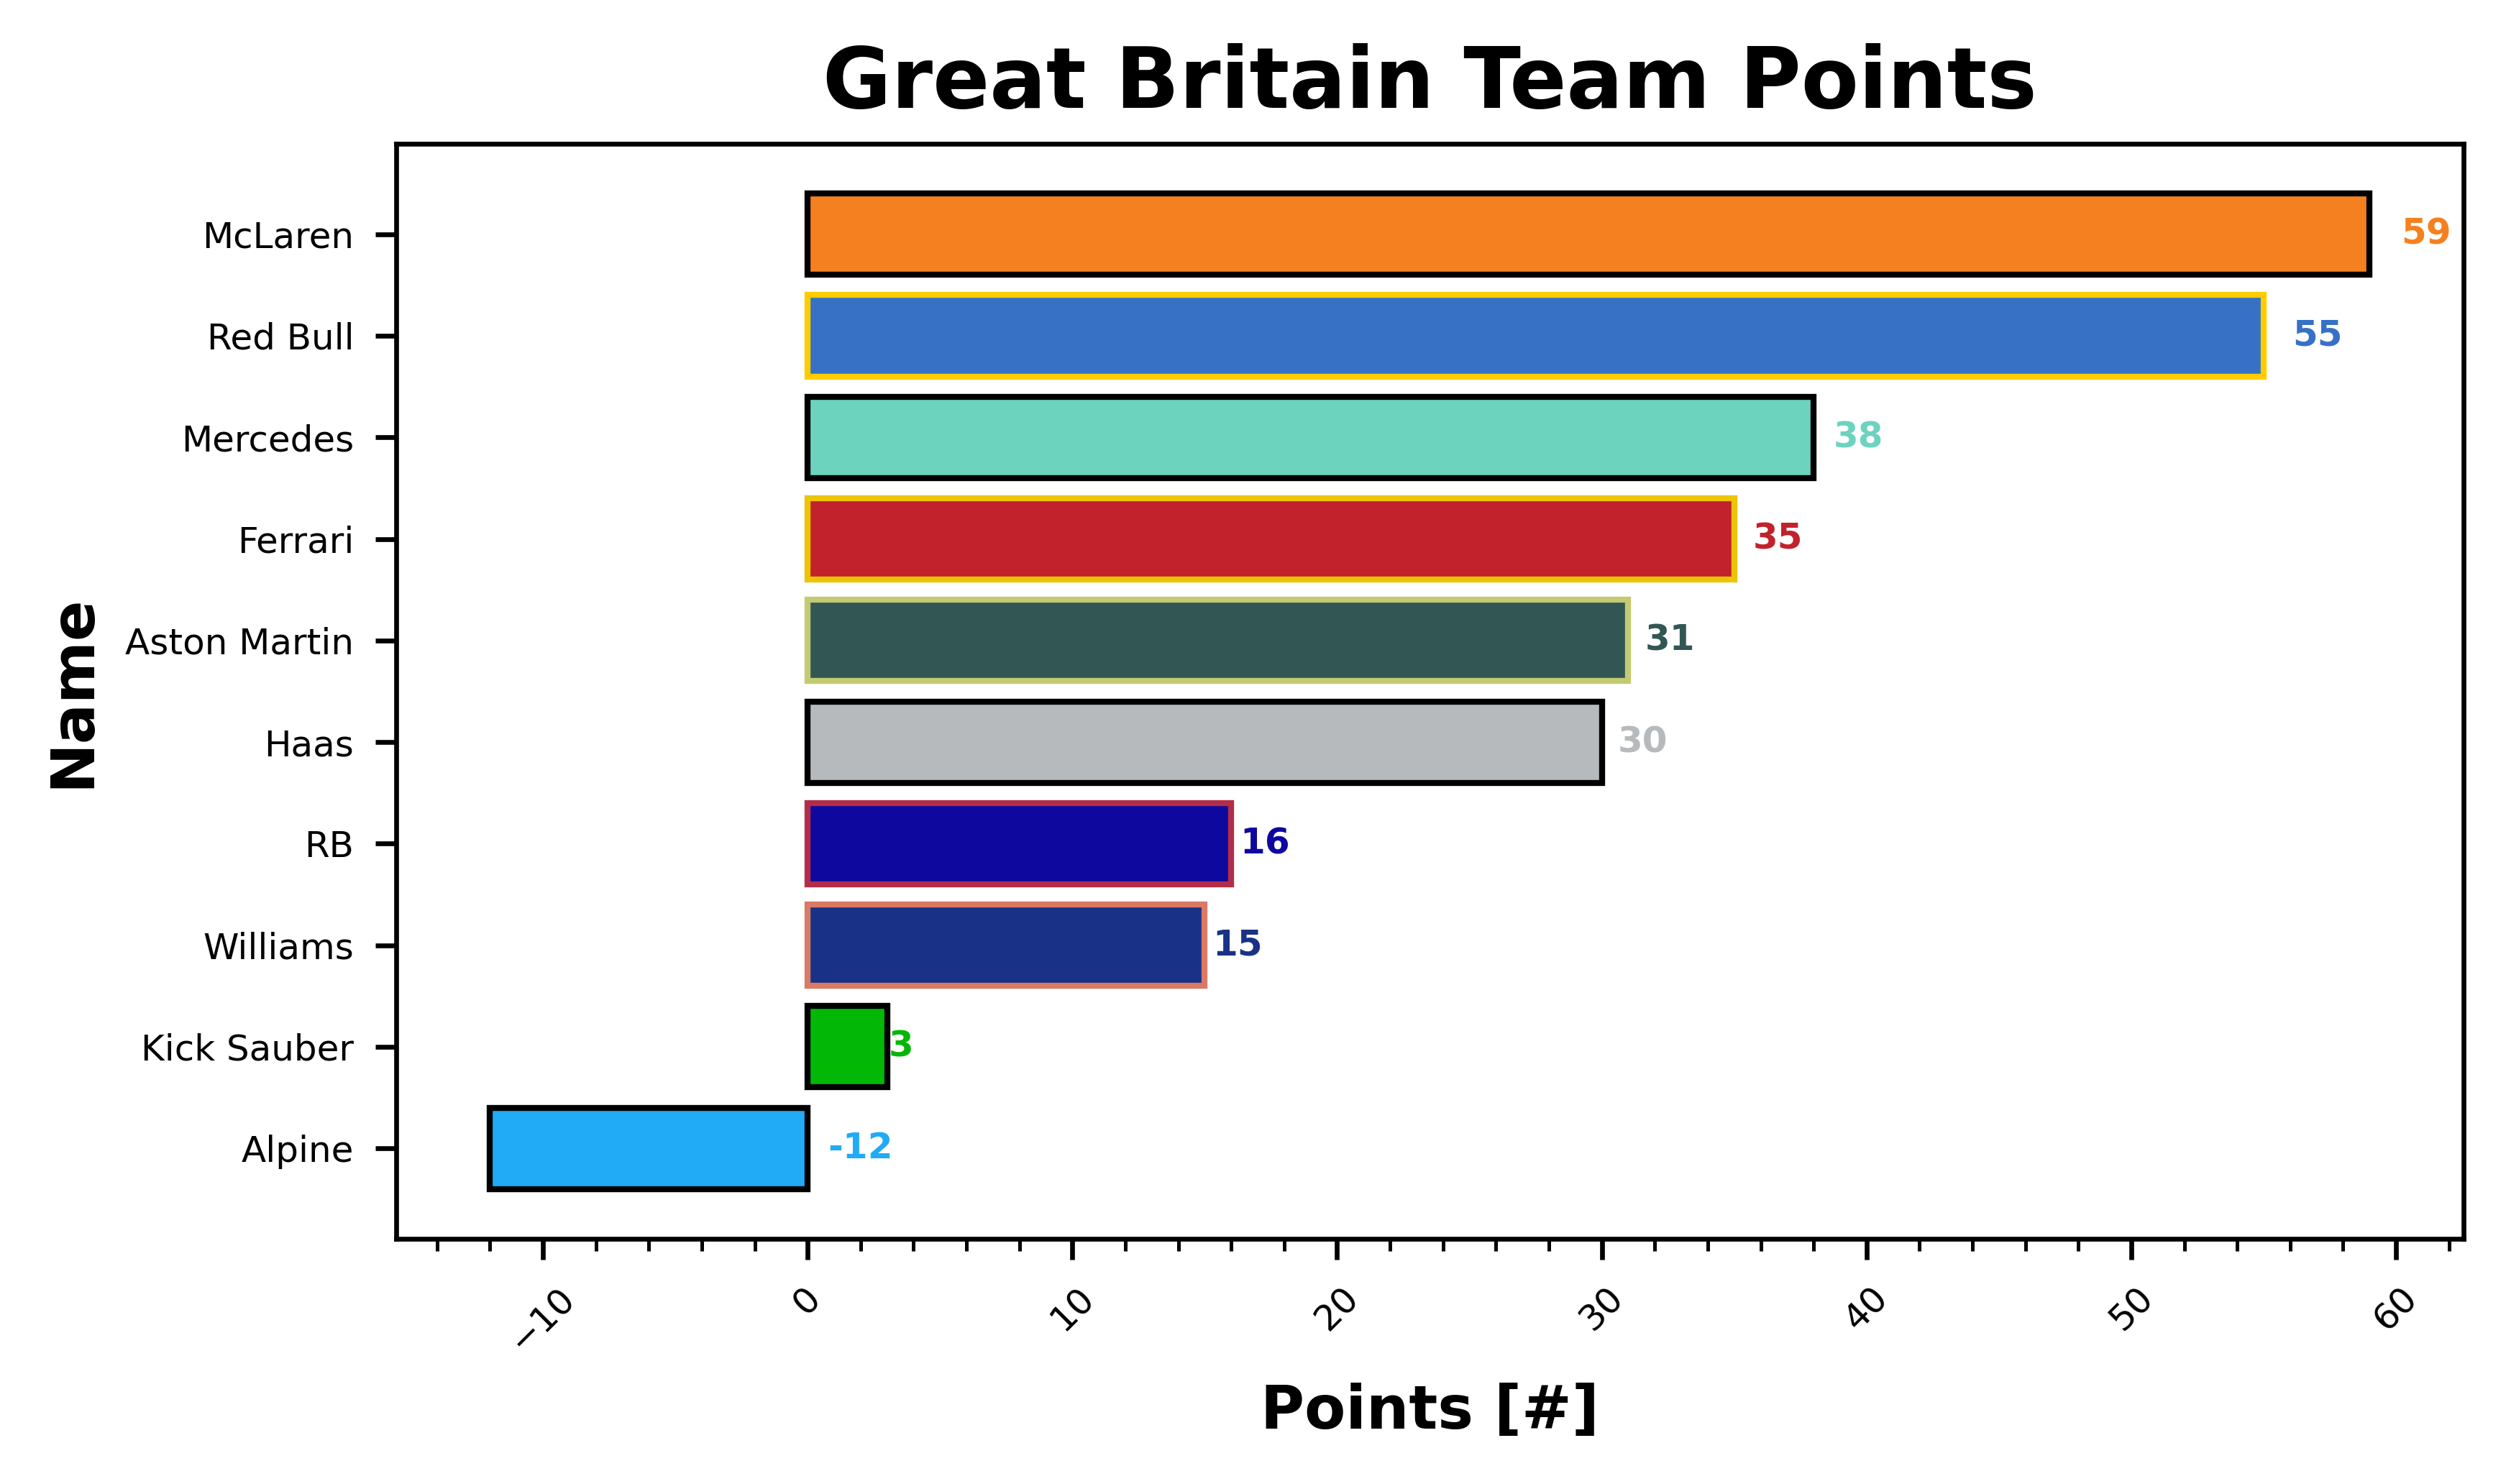 Great Britain Team Points
Name
McLaren 59
Red Bull 55
Mercedes 38
Ferrari 35
Aston Martin 31
Haas 30
RB 16
Williams 15
Kick Sauber 3
Alpine -12
−10 0 10 20 30 40 50 60
Points [#]